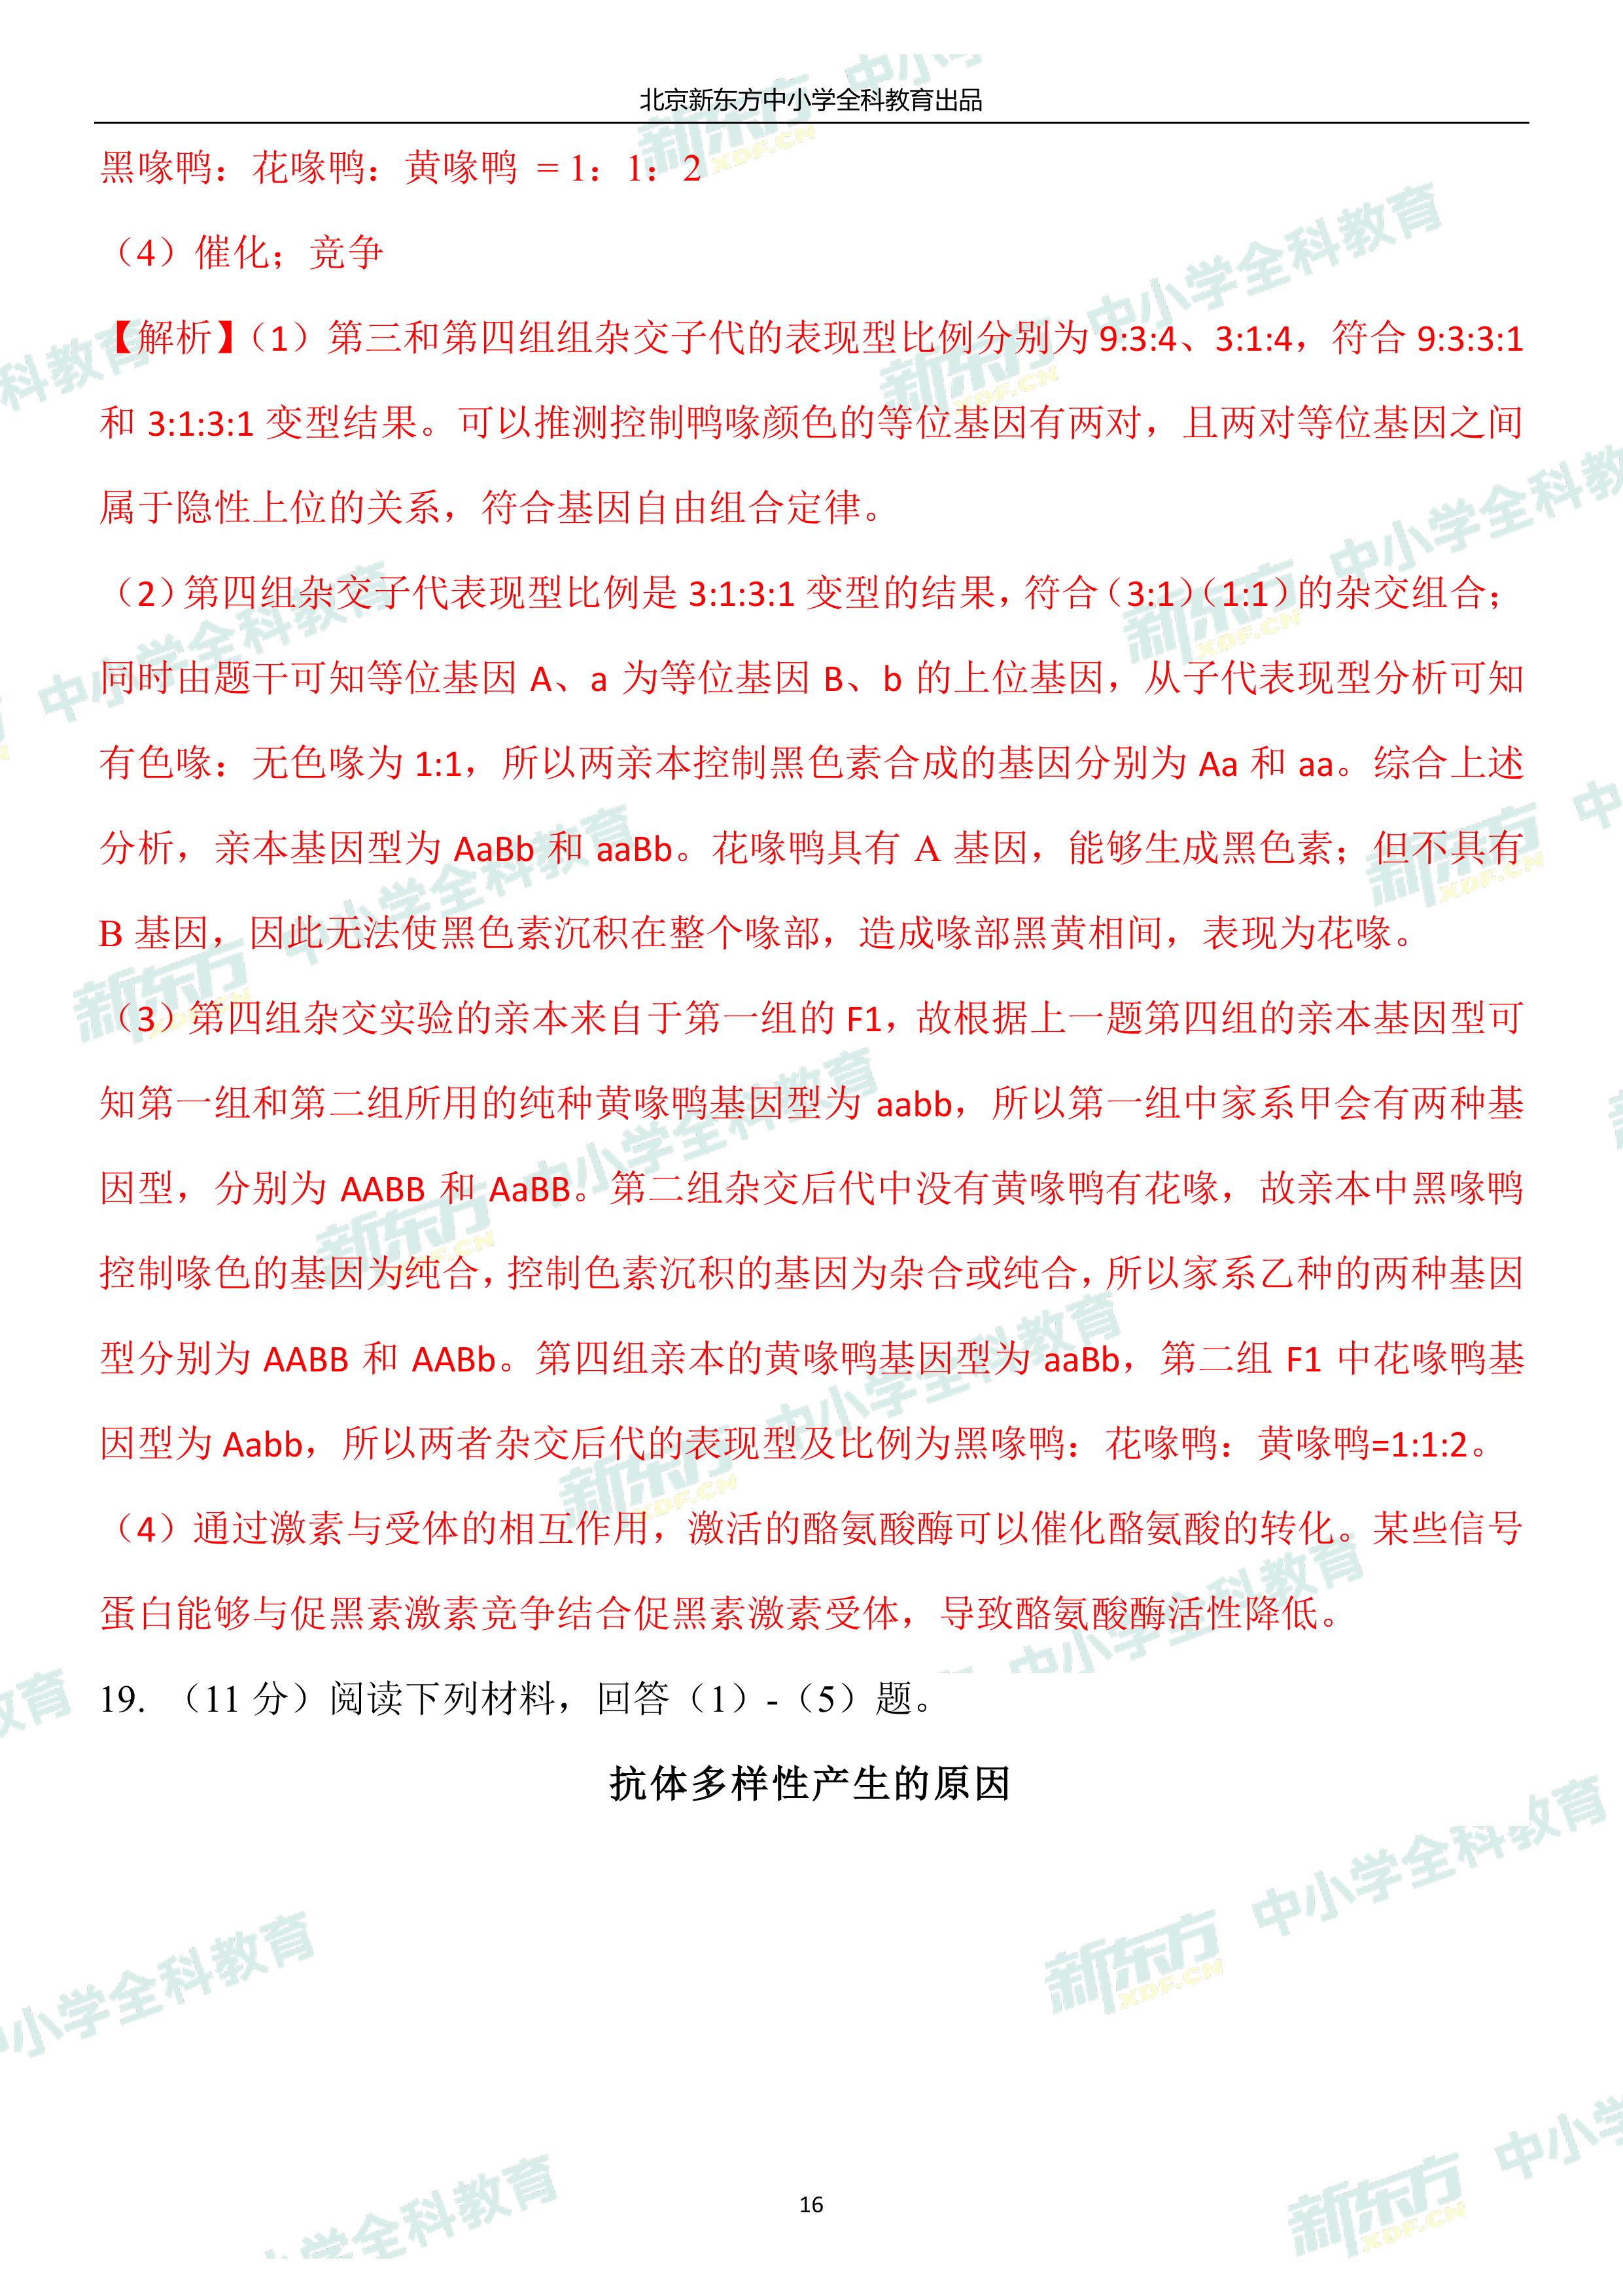 北京新东方中小学全科教育出品
黑喙鸭：花喙鸭：黄喙鸭 = 1：1：2
（4）催化；竞争
【解析】（1）第三和第四组组杂交子代的表现型比例分别为 9:3:4、3:1:4，符合 9:3:3:1
和 3:1:3:1 变型结果。可以推测控制鸭喙颜色的等位基因有两对，且两对等位基因之间
属于隐性上位的关系，符合基因自由组合定律。
（2）第四组杂交子代表现型比例是 3:1:3:1 变型的结果，符合（3:1）（1:1）的杂交组合；
同时由题干可知等位基因 A、a 为等位基因 B、b 的上位基因，从子代表现型分析可知
有色喙：无色喙为 1:1，所以两亲本控制黑色素合成的基因分别为 Aa 和 aa。综合上述
分析，亲本基因型为 AaBb 和 aaBb。花喙鸭具有 A 基因，能够生成黑色素；但不具有
B 基因，因此无法使黑色素沉积在整个喙部，造成喙部黑黄相间，表现为花喙。
（3）第四组杂交实验的亲本来自于第一组的 F1，故根据上一题第四组的亲本基因型可
知第一组和第二组所用的纯种黄喙鸭基因型为 aabb，所以第一组中家系甲会有两种基
因型，分别为 AABB 和 AaBB。第二组杂交后代中没有黄喙鸭有花喙，故亲本中黑喙鸭
控制喙色的基因为纯合，控制色素沉积的基因为杂合或纯合，所以家系乙种的两种基因
型分别为 AABB 和 AABb。第四组亲本的黄喙鸭基因型为 aaBb，第二组 F1 中花喙鸭基
因型为 Aabb，所以两者杂交后代的表现型及比例为黑喙鸭：花喙鸭：黄喙鸭=1:1:2。
（4）通过激素与受体的相互作用，激活的酪氨酸酶可以催化酪氨酸的转化。某些信号
蛋白能够与促黑素激素竞争结合促黑素激素受体，导致酪氨酸酶活性降低。
19. （11 分）阅读下列材料，回答（1）-（5）题。
抗体多样性产生的原因
16